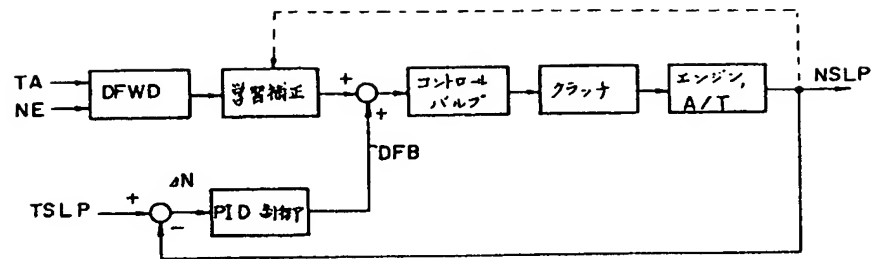 TA
NE
DFWD
学習補正
+
+
コントロール
バルブ
クラッチ
エンジン,
A/T
NSLP
DFB
ΔN
TSLP
+
−
PID 制御